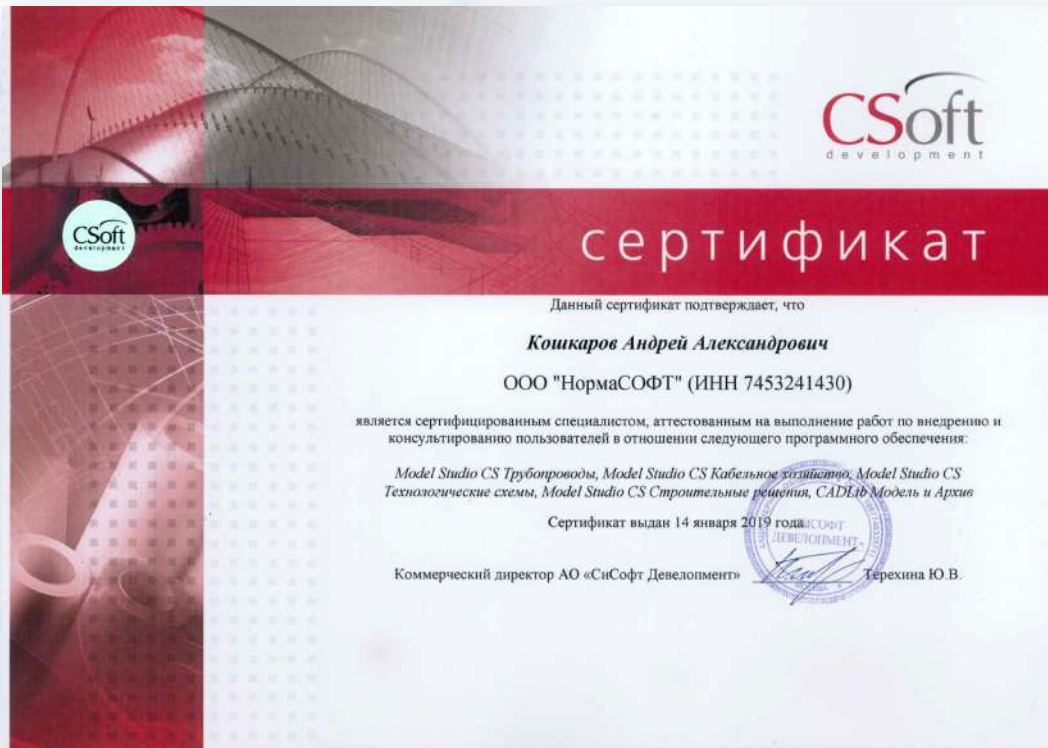 CSoft
development
CSoft
development
сертификат
Данный сертификат подтверждает, что
Кошкаров Андрей Александрович
ООО "НормаСОФТ" (ИНН 7453241430)
является сертифицированным специалистом, аттестованным на выполнение работ по внедрению и
консультированию пользователей в отношении следующего программного обеспечения:
Model Studio CS Трубопроводы, Model Studio CS Кабельное хозяйство, Model Studio CS
Технологические схемы, Model Studio CS Строительные решения, CADLib Модель и Архив
Сертификат выдан 14 января 2019 года.
ДЕВЕЛОПМЕНТ»
Коммерческий директор АО «СиСофт Девелопмент» Терехина Ю.В.